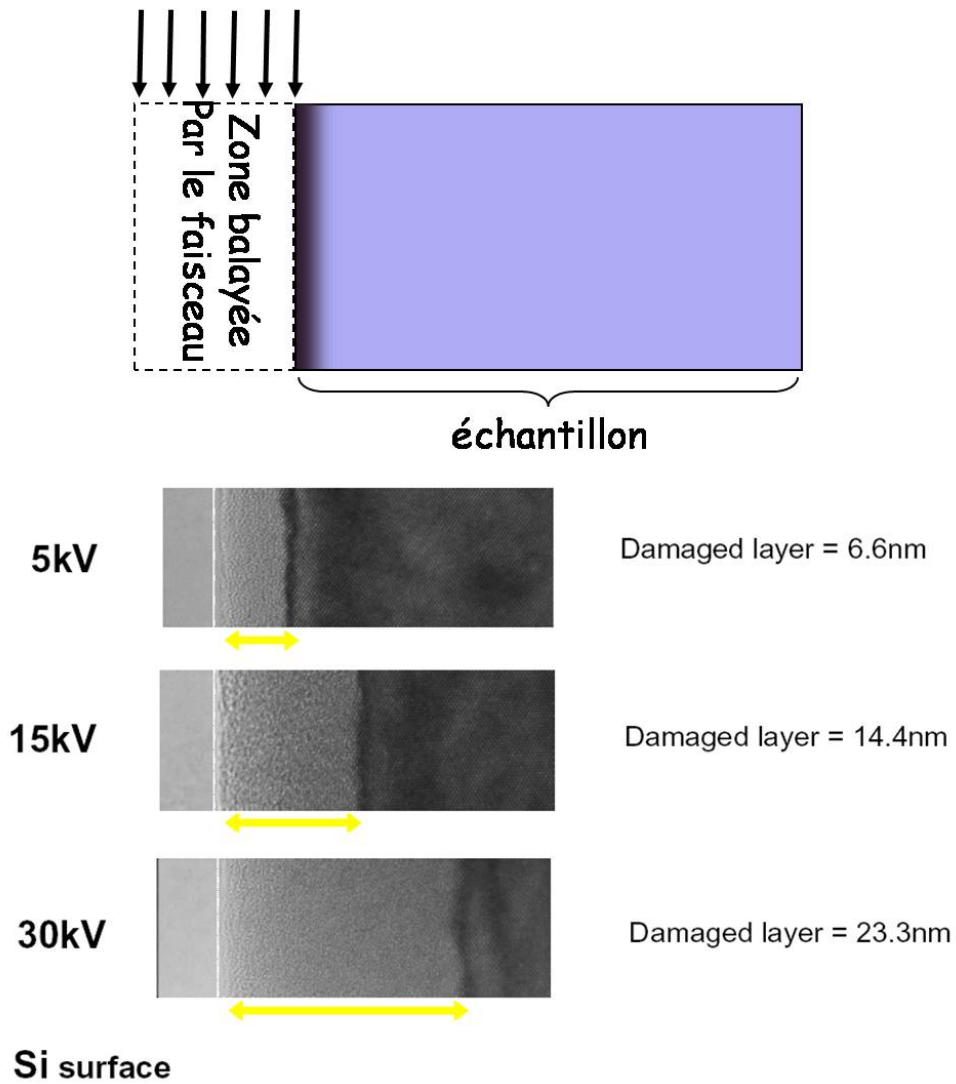 Zone balayée
Par le faisceau
échantillon
5kV
Damaged layer = 6.6nm
15kV
Damaged layer = 14.4nm
30kV
Damaged layer = 23.3nm
Si surface